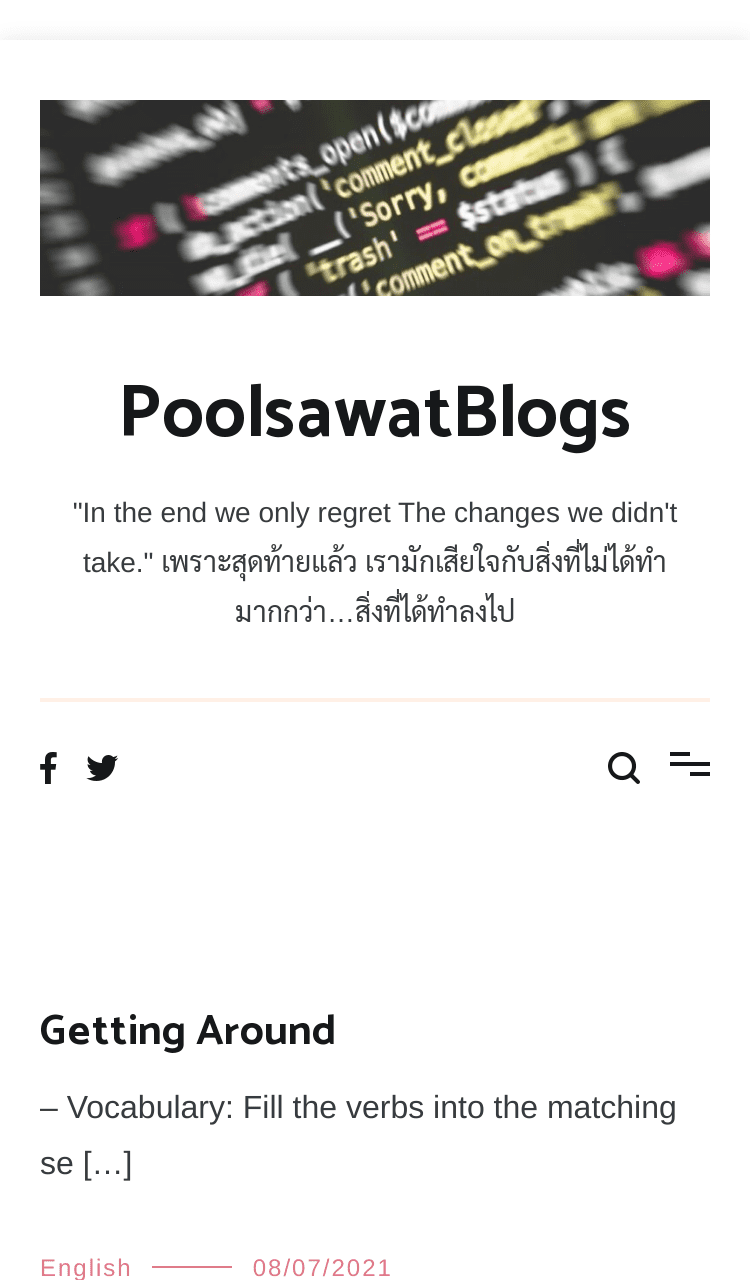 comments_open($com
_action('comment_closed'
_die( __('Sorry, comments
'trash' = $status ) {
('comment_on_trash',
PoolsawatBlogs
"In the end we only regret The changes we didn't
take." เพราะสุดท้ายแล้ว เรามักเสียใจกับสิ่งที่ไม่ได้ทำ
มากกว่า…สิ่งที่ได้ทำลงไป
Getting Around
– Vocabulary: Fill the verbs into the matching
se […]
English 08/07/2021